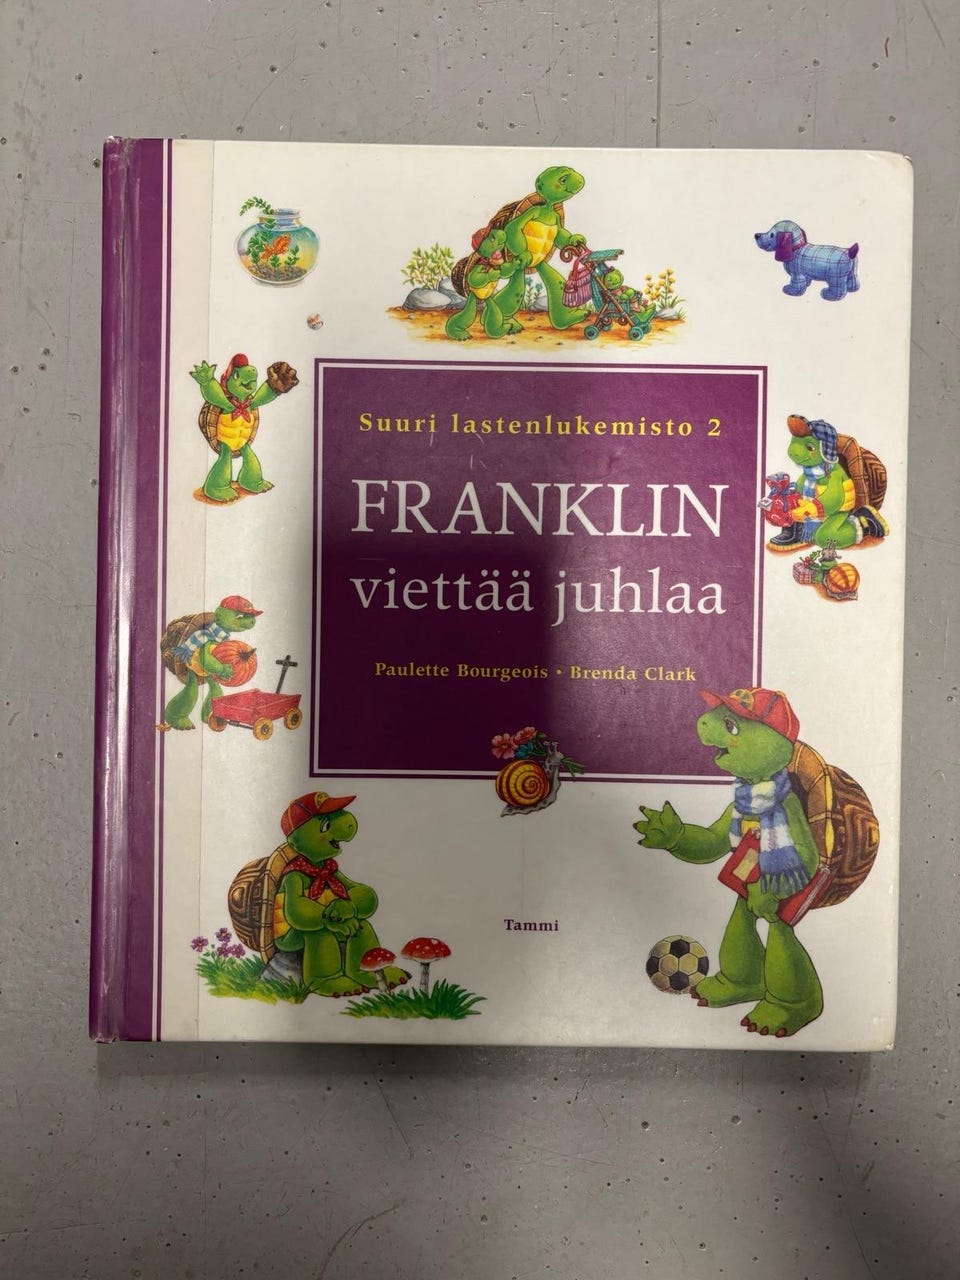 Suuri lastenlukemisto 2
FRANKLIN
viettää juhlaa
Paulette Bourgeois • Brenda Clark
Tammi